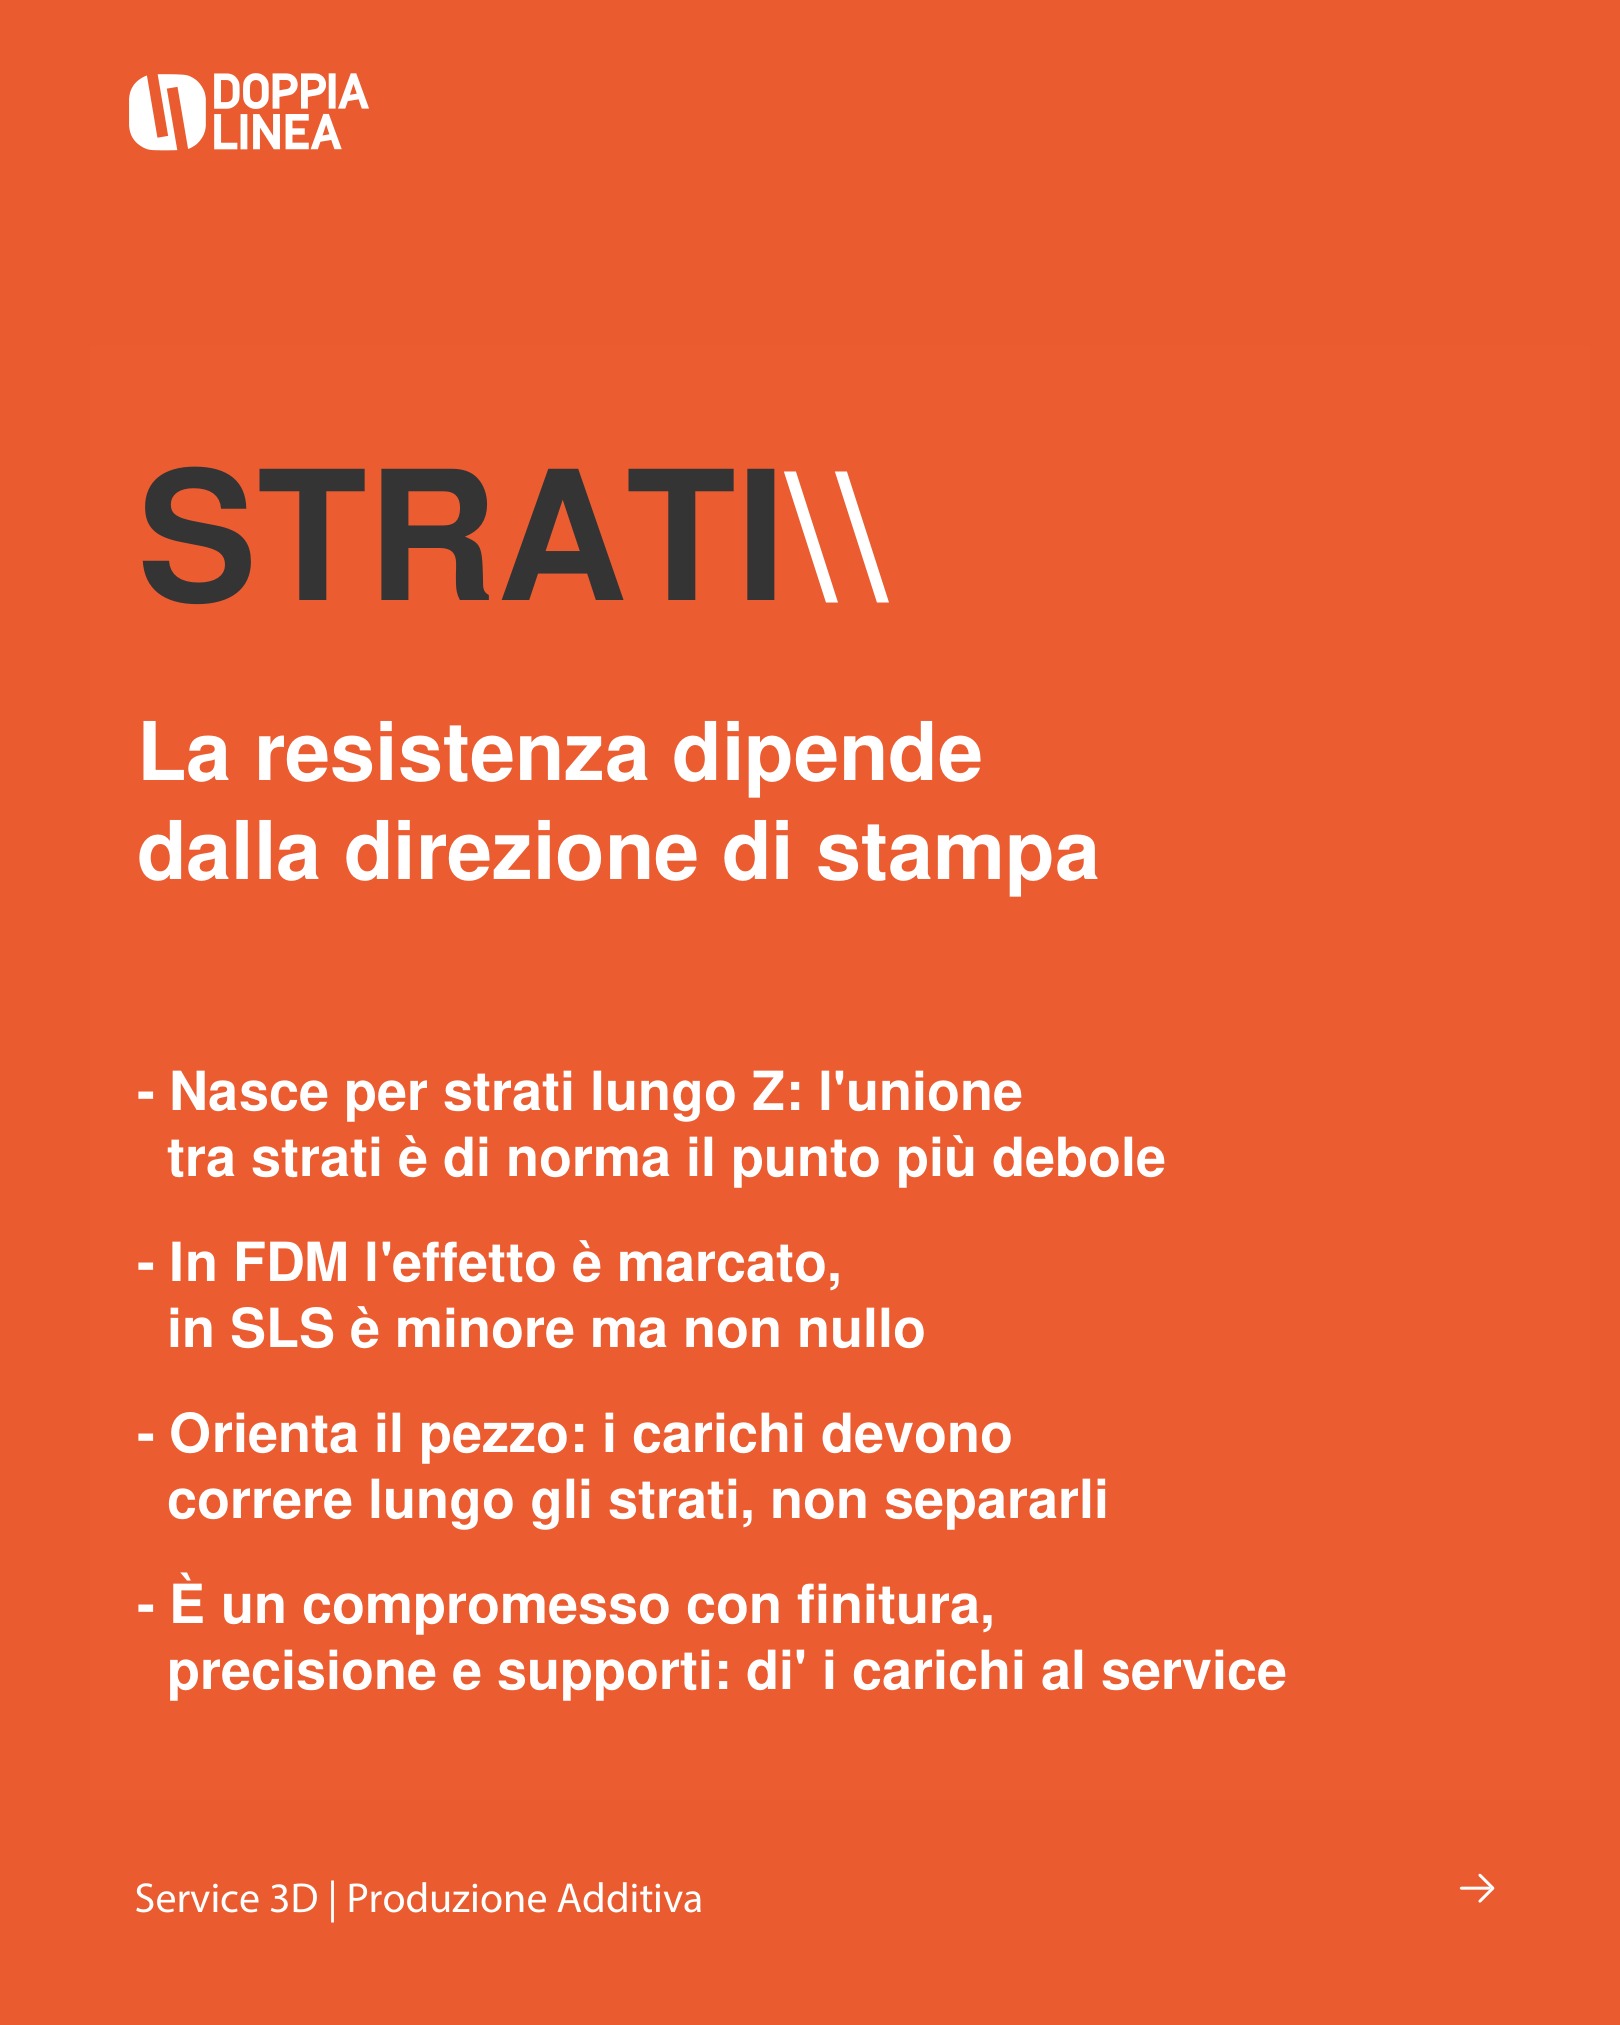 DOPPIA
LINEA
STRATI\\
La resistenza dipende
dalla direzione di stampa
- Nasce per strati lungo Z: l'unione
tra strati è di norma il punto più debole
- In FDM l'effetto è marcato,
in SLS è minore ma non nullo
- Orienta il pezzo: i carichi devono
correre lungo gli strati, non separarli
- È un compromesso con finitura,
precisione e supporti: di' i carichi al service
Service 3D | Produzione Additiva